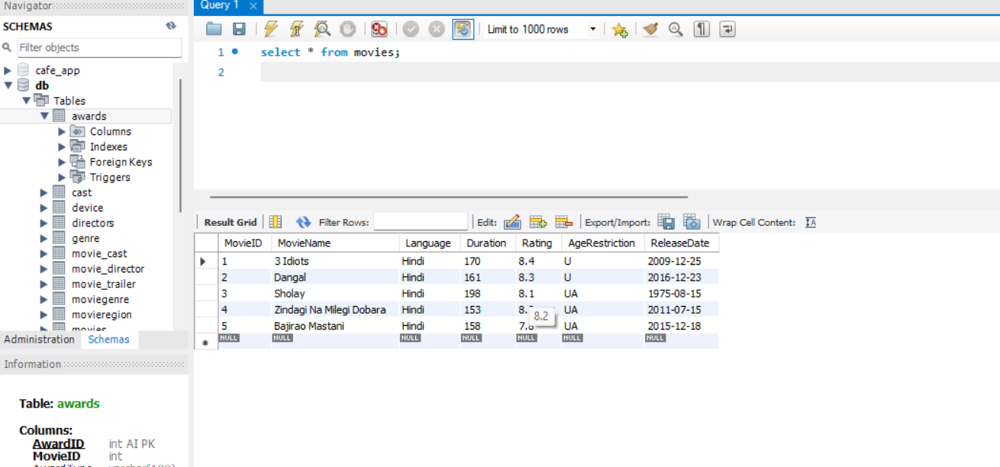 Navigator
SCHEMAS
Filter objects
cafe_app
db
Tables
awards
Columns
Indexes
Foreign Keys
Triggers
cast
device
directors
genre
movie_cast
movie_director
movie_trailer
moviegenre
movieregion
movies
Administration Schemas
Information
Table: awards
Columns:
AwardID int AI PK
MovieID int
AwardType varchar(100)
Query 1
Limit to 1000 rows
1 select * from movies;
2
Result Grid Filter Rows: Edit: Export/Import: Wrap Cell Content:
MovieID MovieName Language Duration Rating AgeRestriction ReleaseDate
1 3 Idiots Hindi 170 8.4 U 2009-12-25
2 Dangal Hindi 161 8.3 U 2016-12-23
3 Sholay Hindi 198 8.1 UA 1975-08-15
4 Zindagi Na Milegi Dobara Hindi 153 UA 2011-07-15
8.2
5 Bajirao Mastani Hindi 158 UA 2015-12-18
NULL NULL NULL NULL NULL NULL NULL